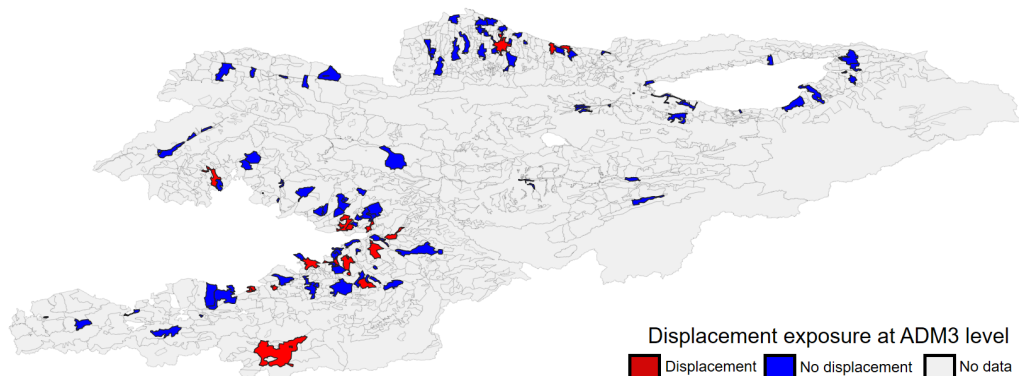 Displacement exposure at ADM3 level
Displacement No displacement No data